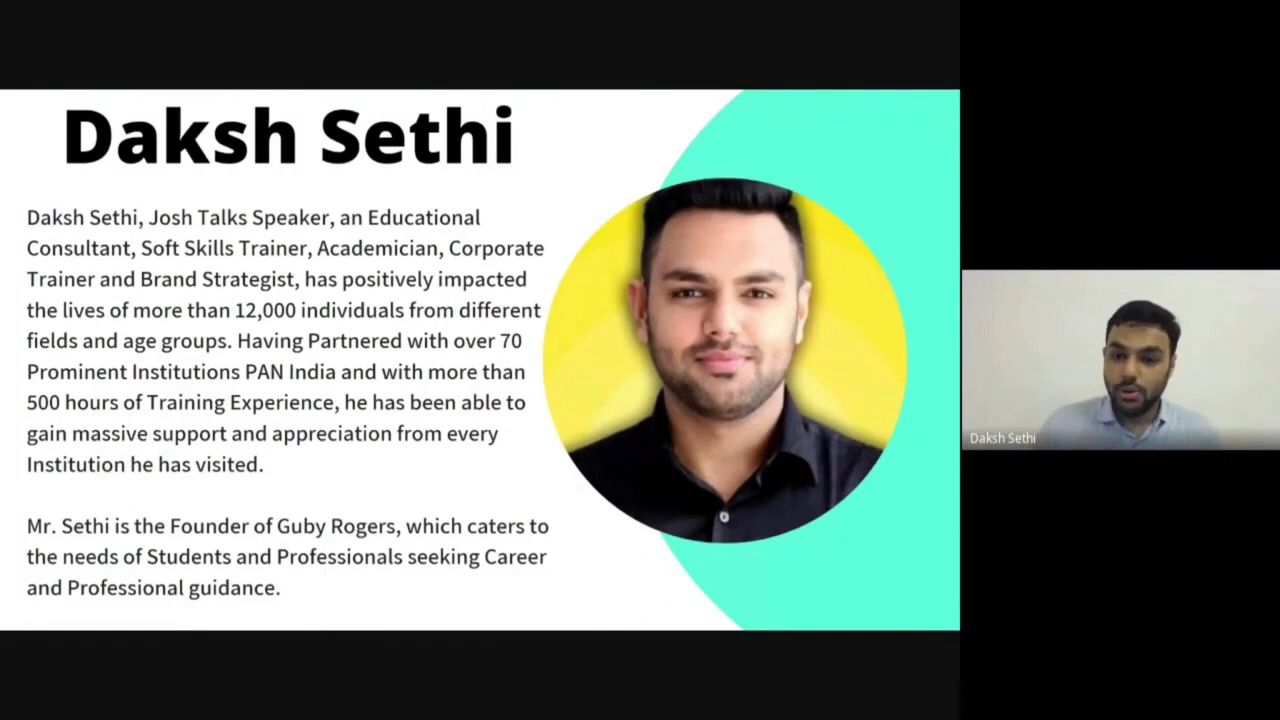 Daksh Sethi
Daksh Sethi, Josh Talks Speaker, an Educational
Consultant, Soft Skills Trainer, Academician, Corporate
Trainer and Brand Strategist, has positively impacted
the lives of more than 12,000 individuals from different
fields and age groups. Having Partnered with over 70
Prominent Institutions PAN India and with more than
500 hours of Training Experience, he has been able to
gain massive support and appreciation from every
Institution he has visited.
Mr. Sethi is the Founder of Guby Rogers, which caters to
the needs of Students and Professionals seeking Career
and Professional guidance.
Daksh Sethi